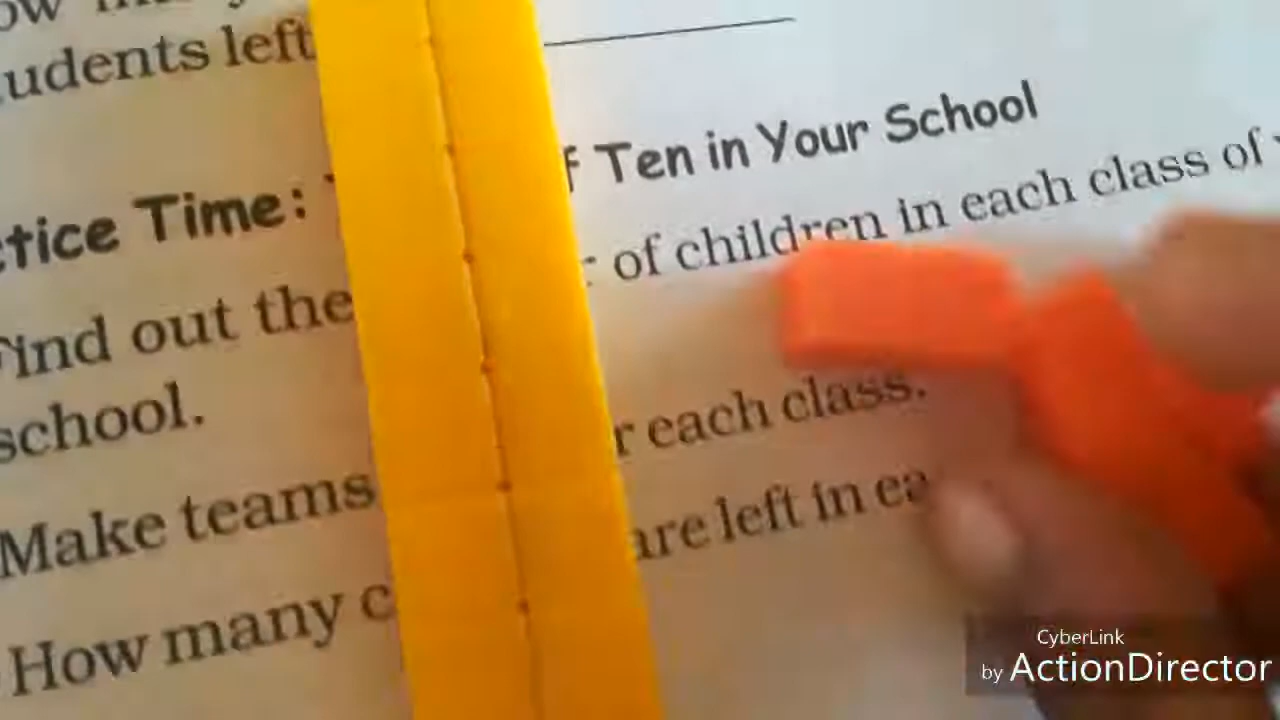 udents left
ctice Time: f Ten in Your School
Find out the r of children in each class of
school.
Make teams r each class.
How many c are left in ea
CyberLink
by ActionDirector